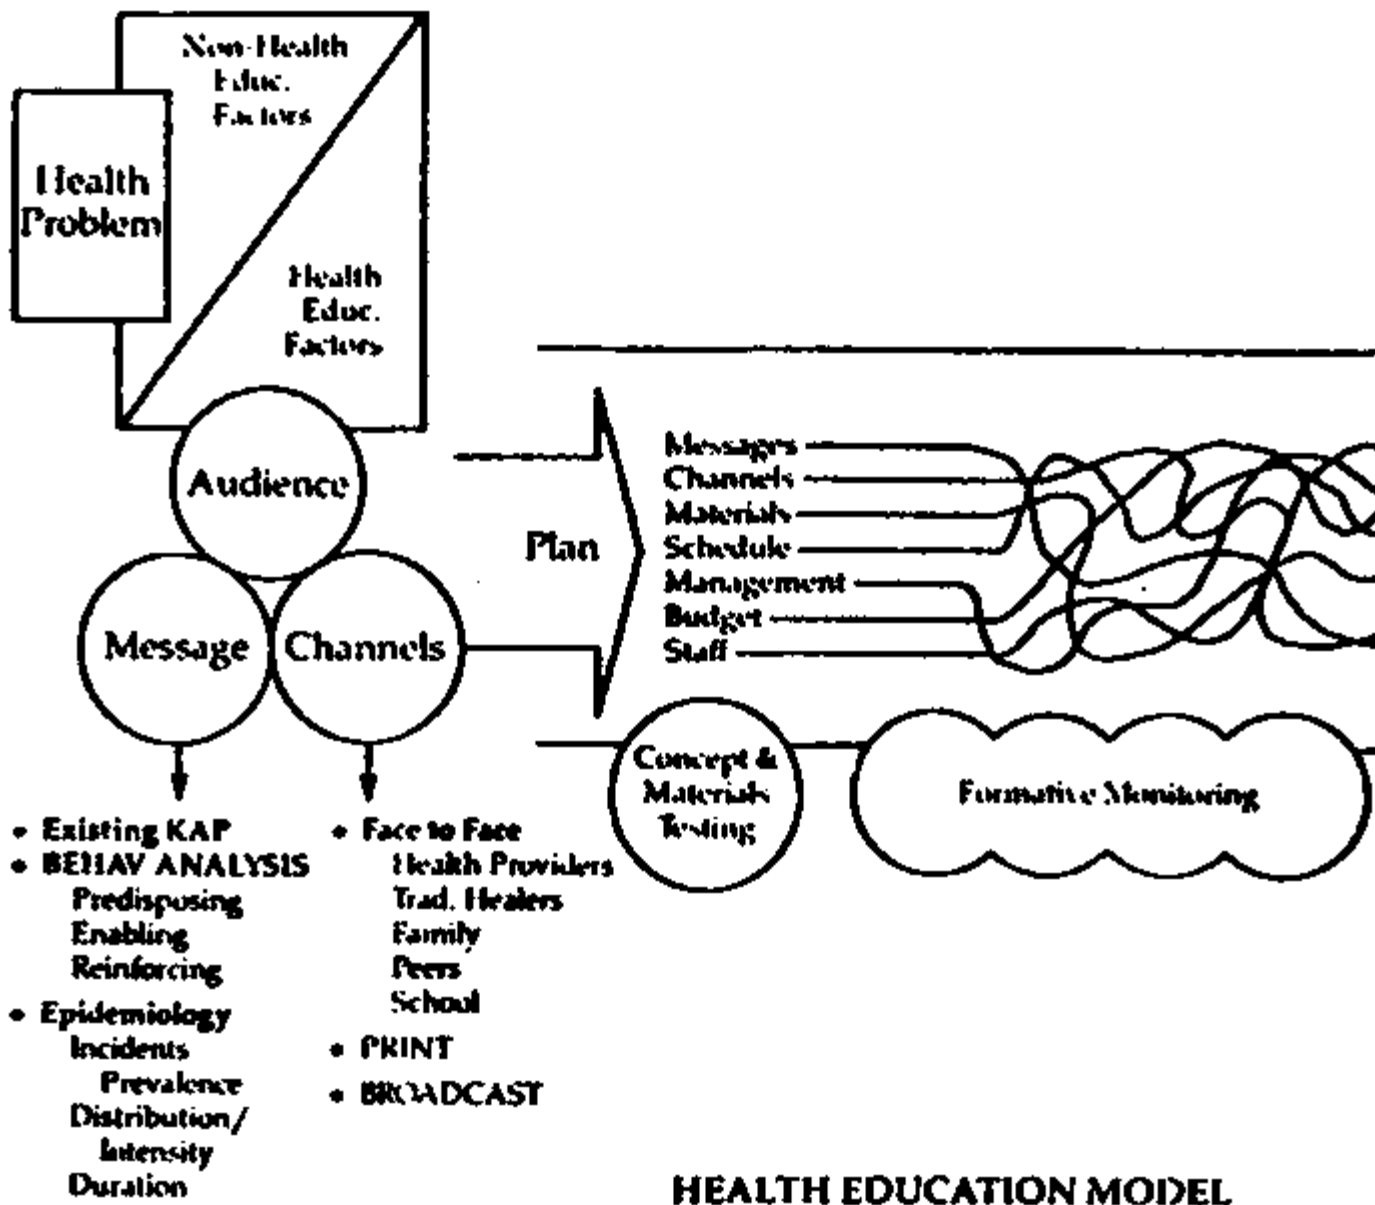 Non-Health
Educ.
Factors
Health
Problem
Health
Educ.
Factors
Audience
Message
Channels
• Existing KAP
• BEHAV ANALYSIS
Predisposing
Enabling
Reinforcing
• Epidemiology
Incidents
Prevalence
Distribution/
Intensity
Duration
• Face to Face
Health Providers
Trad. Healers
Family
Peers
School
• PRINT
• BROADCAST
Plan
Messages
Channels
Materials
Schedule
Management
Budget
Staff
Concept &
Materials
Testing
Formative Monitoring
HEALTH EDUCATION MODEL